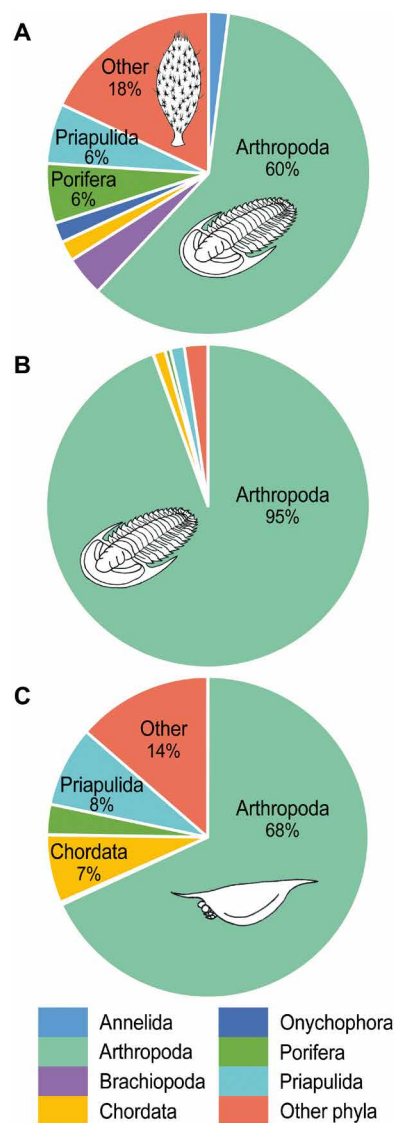 A
Other
18%
Priapulida
6%
Porifera
6%
Arthropoda
60%
B
Arthropoda
95%
C
Other
14%
Priapulida
8%
Chordata
7%
Arthropoda
68%
Annelida
Onychophora
Arthropoda
Porifera
Brachiopoda
Priapulida
Chordata
Other phyla